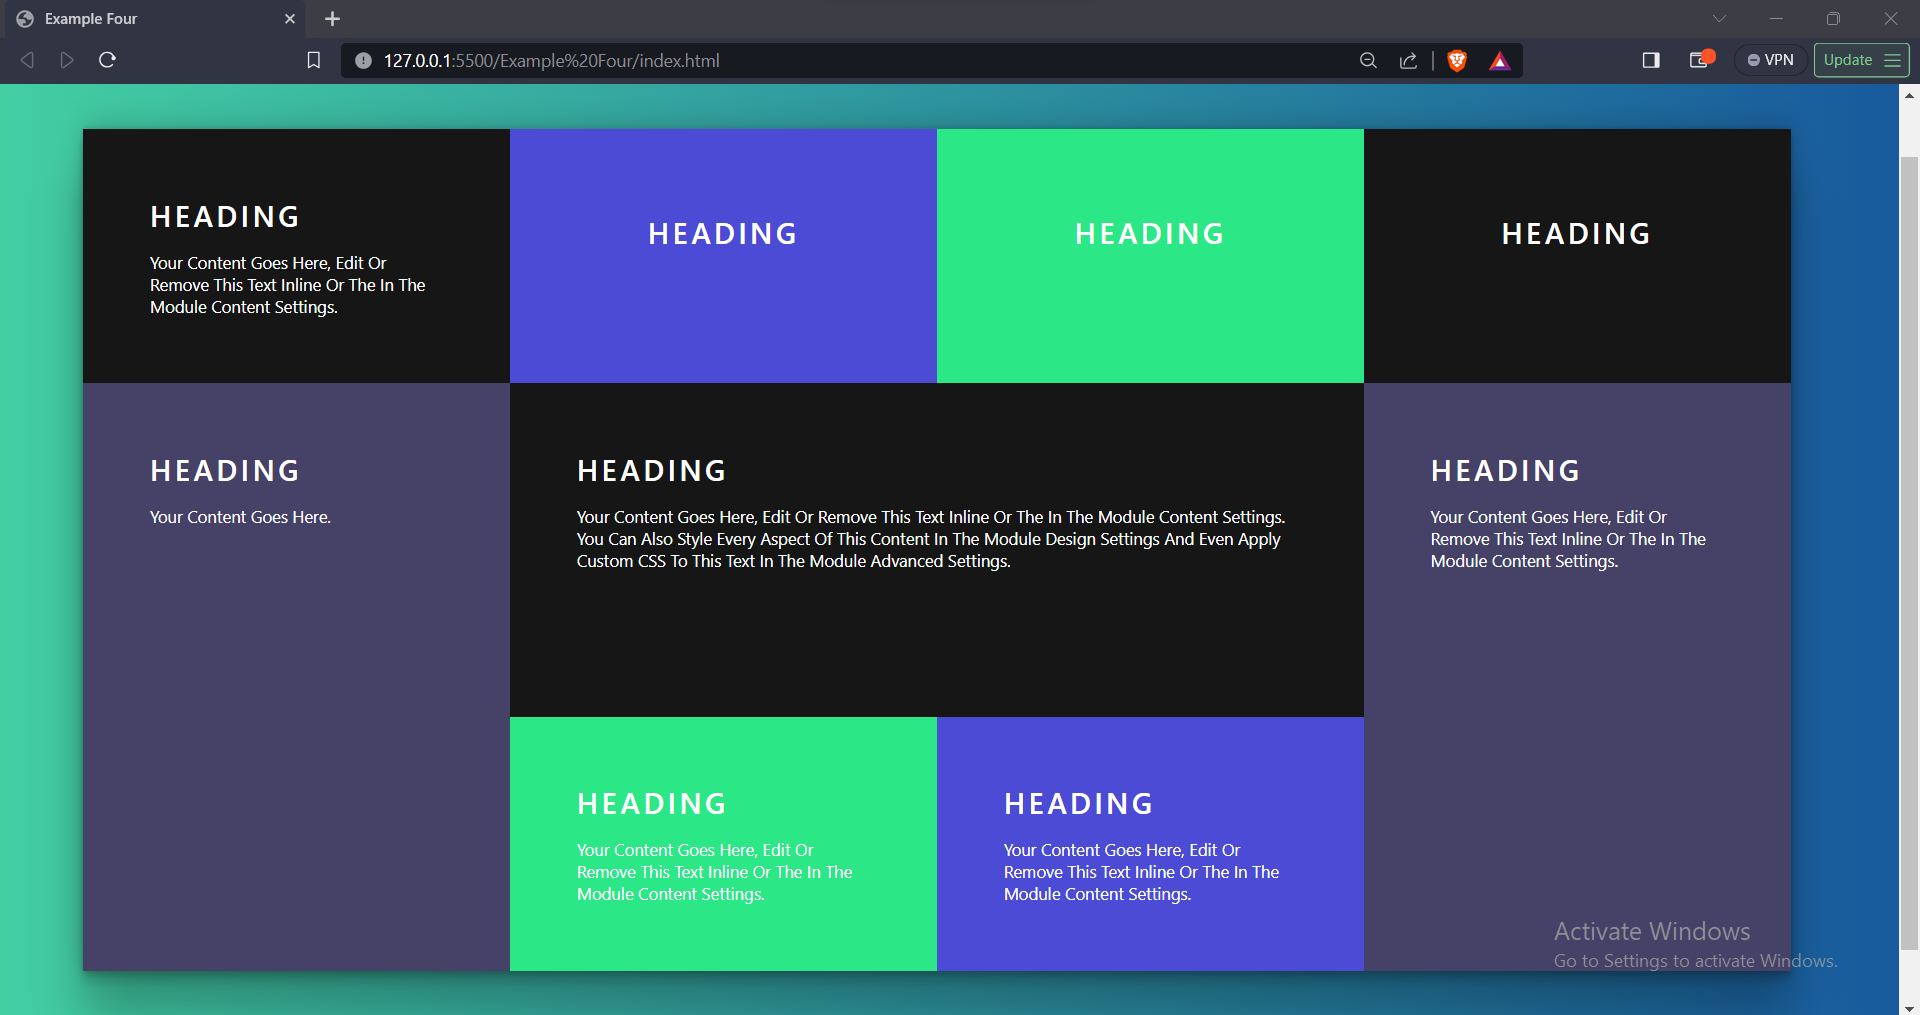 Example Four
127.0.0.1:5500/Example%20Four/index.html
VPN
Update
HEADING
Your Content Goes Here, Edit Or
Remove This Text Inline Or The In The
Module Content Settings.
HEADING
HEADING
HEADING
HEADING
Your Content Goes Here.
HEADING
Your Content Goes Here, Edit Or Remove This Text Inline Or The In The Module Content Settings.
You Can Also Style Every Aspect Of This Content In The Module Design Settings And Even Apply
Custom CSS To This Text In The Module Advanced Settings.
HEADING
Your Content Goes Here, Edit Or
Remove This Text Inline Or The In The
Module Content Settings.
HEADING
Your Content Goes Here, Edit Or
Remove This Text Inline Or The In The
Module Content Settings.
HEADING
Your Content Goes Here, Edit Or
Remove This Text Inline Or The In The
Module Content Settings.
Activate Windows
Go to Settings to activate Windows.